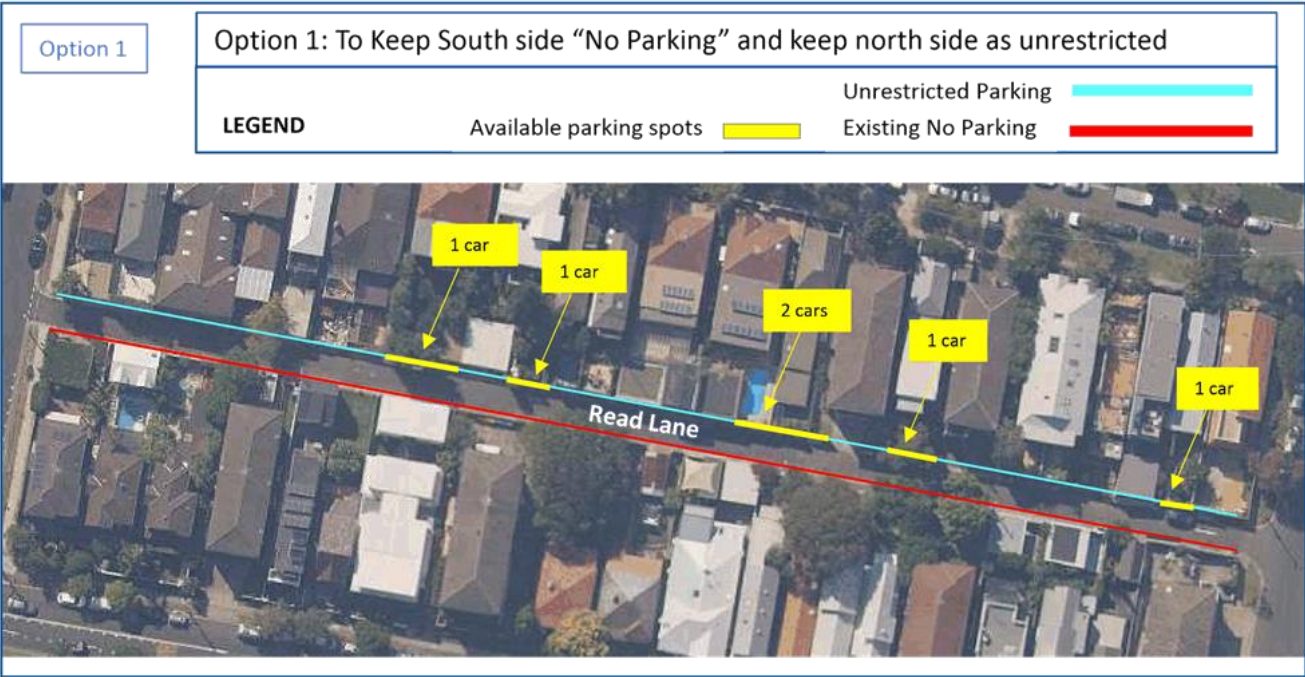 Option 1
Option 1: To Keep South side “No Parking” and keep north side as unrestricted
LEGEND
Available parking spots
Unrestricted Parking
Existing No Parking
1 car
1 car
2 cars
1 car
1 car
Read Lane